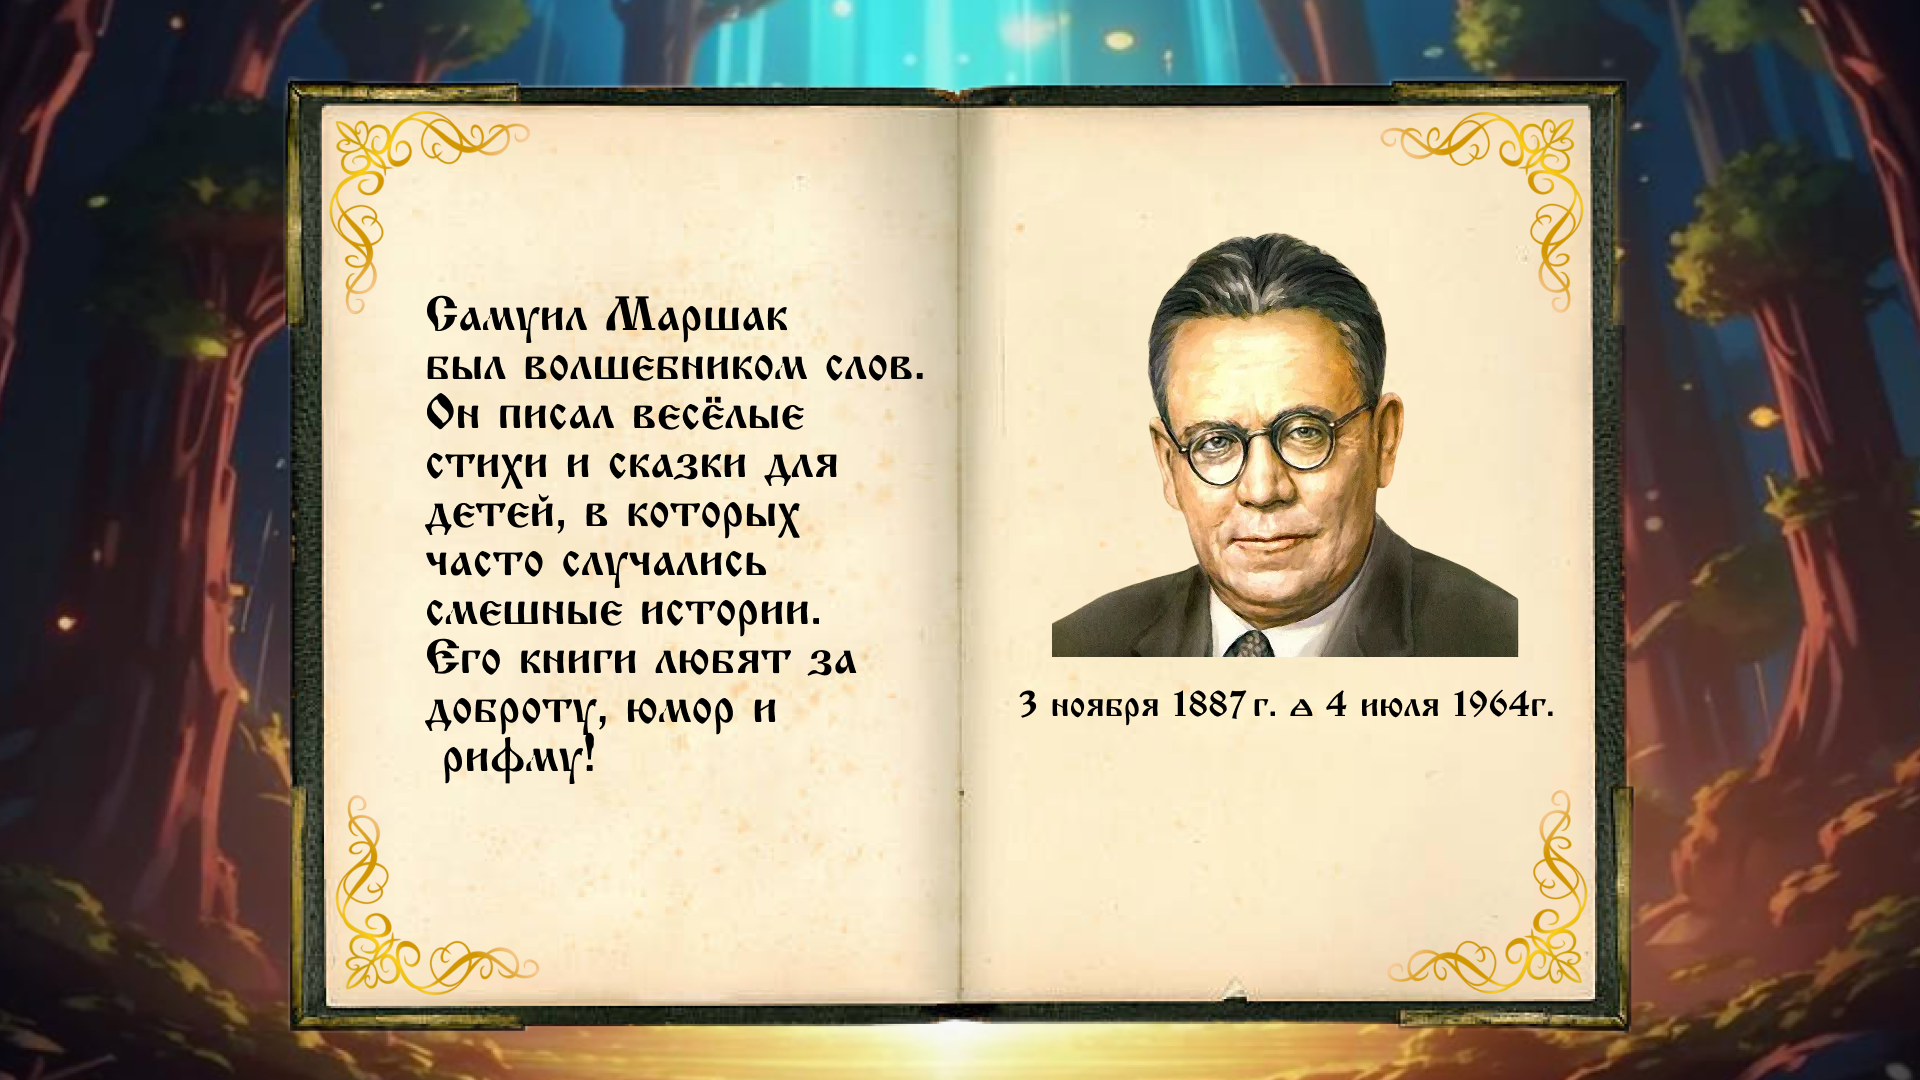 Самуил Маршак
был волшебником слов.
Он писал весёлые
стихи и сказки для
детей, в которых
часто случались
смешные истории.
Его книги любят за
доброту, юмор и
рифму!
3 ноября 1887 г. ۵ 4 июля 1964г.